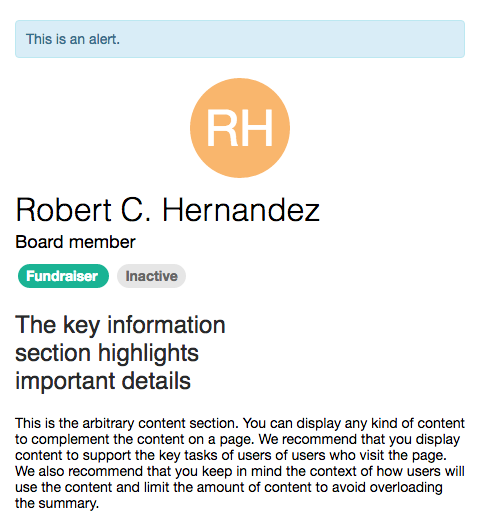 This is an alert.
RH
Robert C. Hernandez
Board member
Fundraiser Inactive
The key information
section highlights
important details
This is the arbitrary content section. You can display any kind of content
to complement the content on a page. We recommend that you display
content to support the key tasks of users of users who visit the page.
We also recommend that you keep in mind the context of how users will
use the content and limit the amount of content to avoid overloading
the summary.